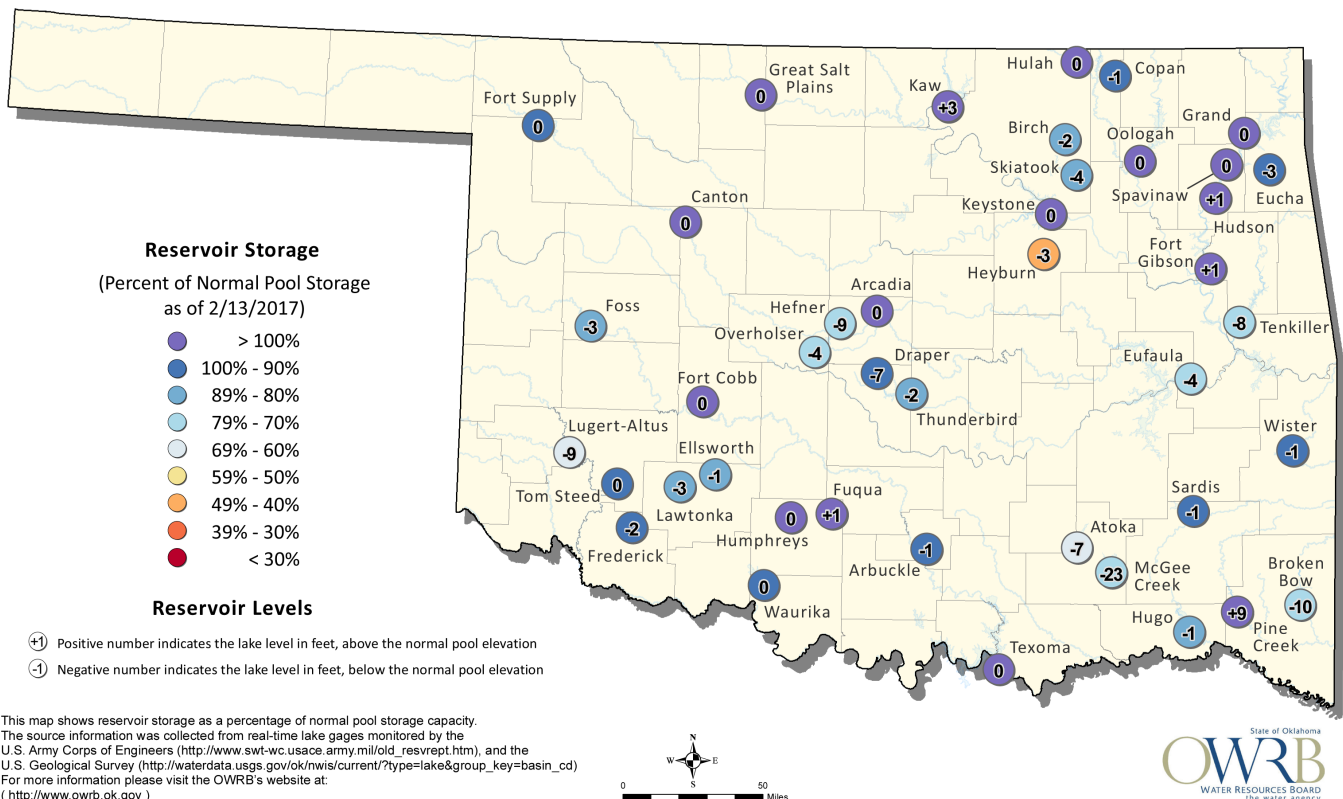 Hulah
0
-1
Copan
Great Salt
Plains
0
Kaw
+3
Fort Supply
0
Birch
-2
Oologah
0
Grand
0
Skiatook
-4
Spavinaw
0
-3
Eucha
Canton
0
Keystone
0
+1
Hudson
Heyburn
-3
Fort
Gibson
+1
Reservoir Storage
(Percent of Normal Pool Storage
as of 2/13/2017)
> 100%
100% - 90%
89% - 80%
79% - 70%
69% - 60%
59% - 50%
49% - 40%
39% - 30%
< 30%
Foss
-3
Arcadia
0
Hefner
-9
Overholser
-4
-8
Tenkiller
Draper
-7
Eufaula
-4
Fort Cobb
0
-2
Thunderbird
Lugert-Altus
-9
Ellsworth
-1
Wister
-1
Tom Steed
0
-3
Lawtonka
Sardis
-1
Fuqua
+1
0
Humphreys
-2
Frederick
Atoka
-7
Arbuckle
-1
-23
McGee
Creek
Broken
Bow
-10
0
Waurika
Hugo
-1
+9
Pine
Creek
Texoma
0
Reservoir Levels
+1 Positive number indicates the lake level in feet, above the normal pool elevation
-1 Negative number indicates the lake level in feet, below the normal pool elevation
This map shows reservoir storage as a percentage of normal pool storage capacity.
The source information was collected from real-time lake gages monitored by the
U.S. Army Corps of Engineers (http://www.swt-wc.usace.army.mil/old_resvrept.htm), and the
U.S. Geological Survey (http://waterdata.usgs.gov/ok/nwis/current/?type=lake&group_key=basin_cd)
For more information please visit the OWRB's website at:
( http://www.owrb.ok.gov )
N
W E
S
0 50
Miles
State of Oklahoma
OWRB
WATER RESOURCES BOARD
the water agency